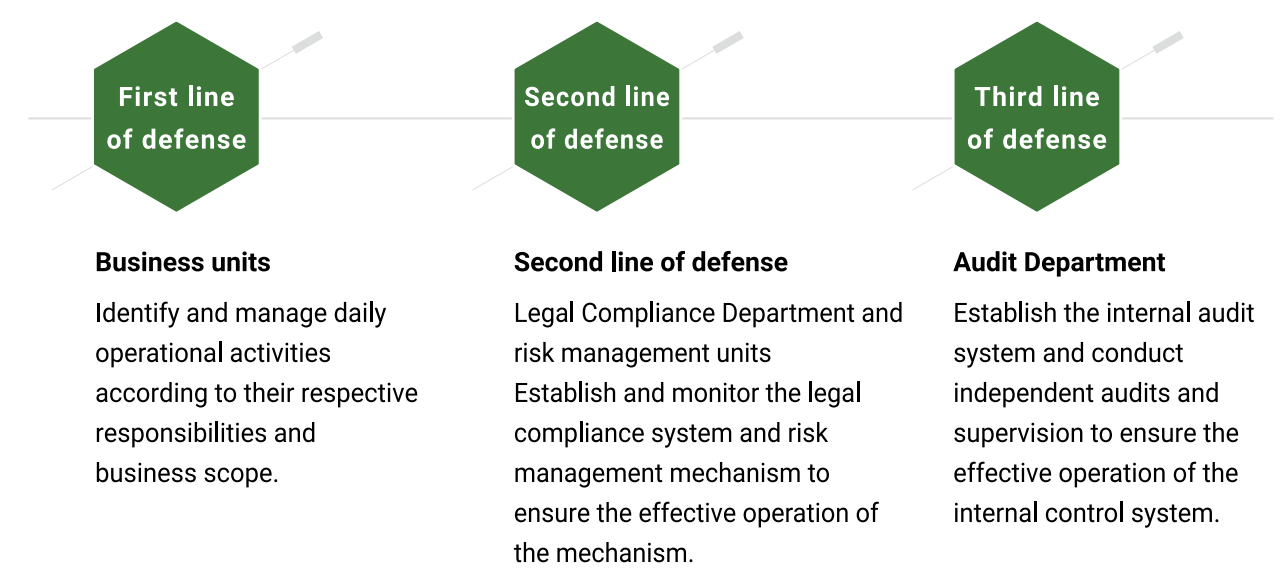 First line
of defense
Second line
of defense
Third line
of defense
Business units
Identify and manage daily
operational activities
according to their respective
responsibilities and
business scope.
Second line of defense
Legal Compliance Department and
risk management units
Establish and monitor the legal
compliance system and risk
management mechanism to
ensure the effective operation of
the mechanism.
Audit Department
Establish the internal audit
system and conduct
independent audits and
supervision to ensure the
effective operation of the
internal control system.